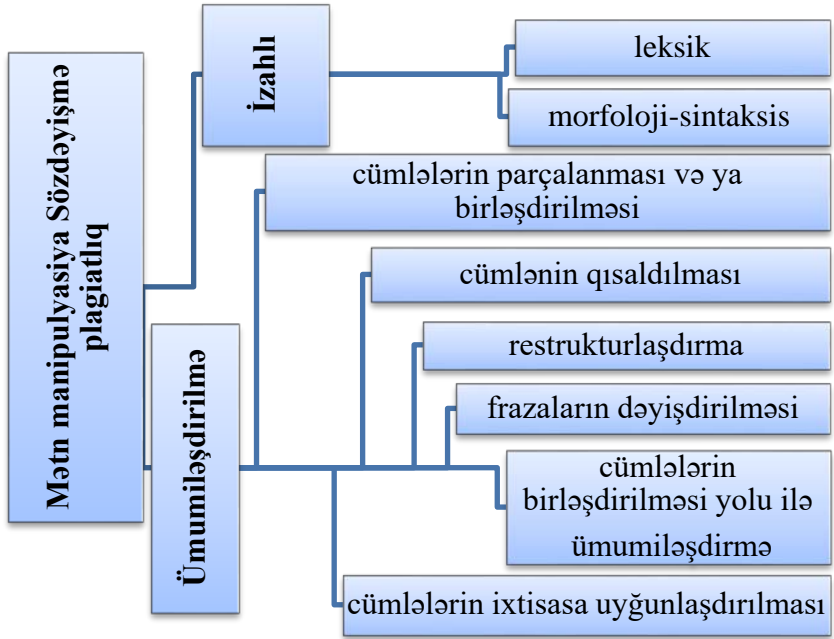 Mətn manipulyasiya Sözdəyişmə
plagiatlıq
İzahlı
leksik
morfoloji-sintaksis
Ümumiləşdirilmə
cümlələrin parçalanması və ya
birləşdirilməsi
cümlənin qısaldılması
restrukturlaşdırma
frazaların dəyişdirilməsi
cümlələrin
birləşdirilməsi yolu ilə
ümumiləşdirmə
cümlələrin ixtisasa uyğunlaşdırılması